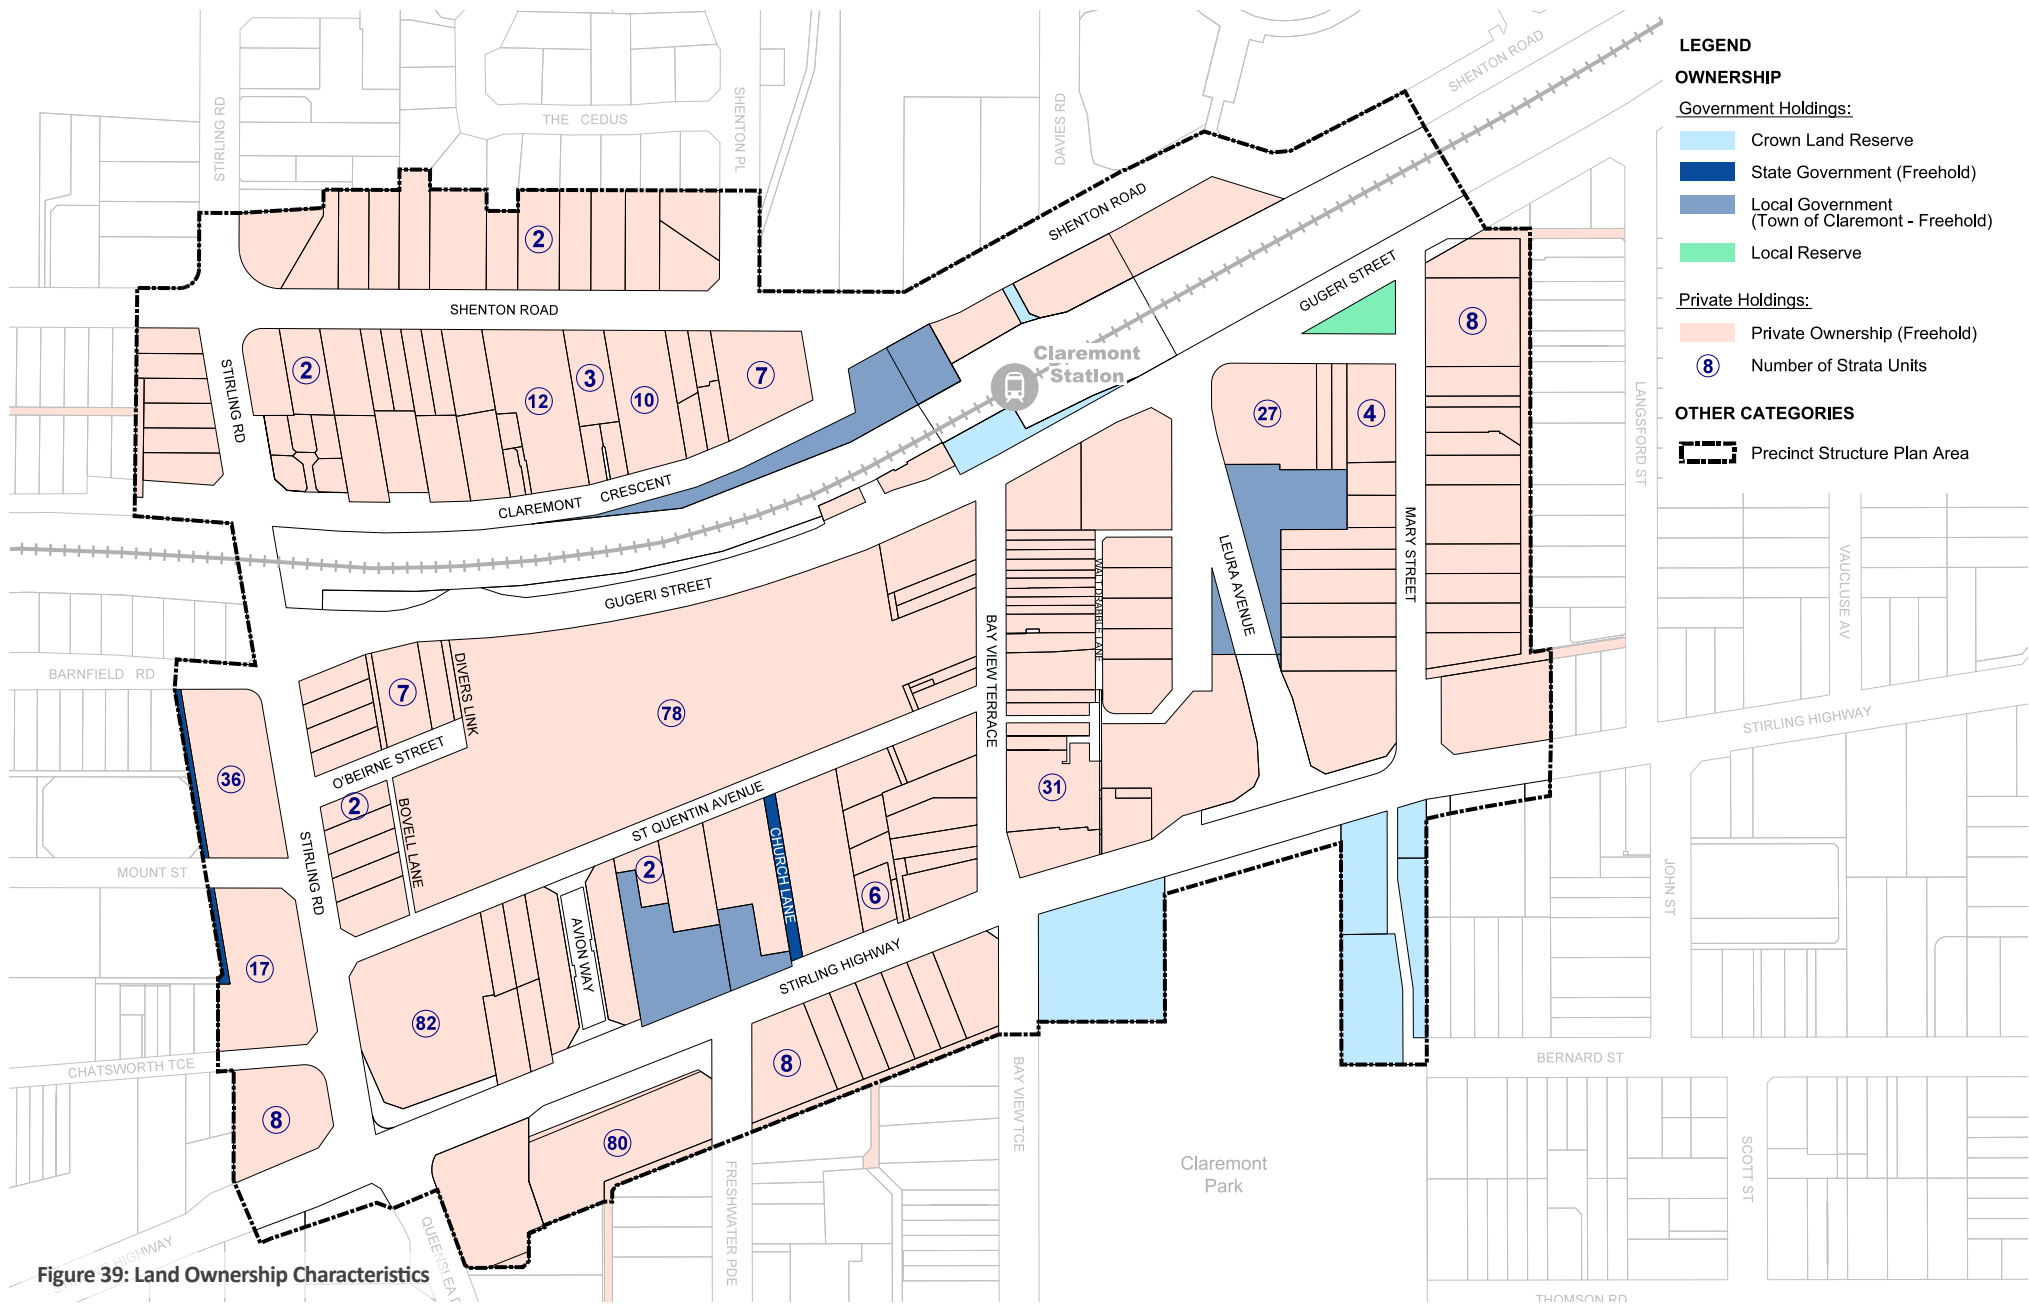 LEGEND
OWNERSHIP
Government Holdings:
Crown Land Reserve
State Government (Freehold)
Local Government
(Town of Claremont - Freehold)
Local Reserve
Private Holdings:
Private Ownership (Freehold)
8 Number of Strata Units
OTHER CATEGORIES
Precinct Structure Plan Area
STIRLING RD
THE CEDUS
SHENTON PL
DAVIES RD
SHENTON ROAD
SHENTON ROAD
2
SHENTON ROAD
GUGERI STREET
8
Claremont
Station
STIRLING RD
2
12
3
10
7
27
4
LANGSFORD ST
CLAREMONT CRESCENT
MARY STREET
LEURA AVENUE
WALT DRABBLE LANE
VAUCLUSE AV
GUGERI STREET
BAY VIEW TERRACE
BARNFIELD RD
7
DIVERS LINK
78
STIRLING HIGHWAY
O'BEIRNE STREET
36
2
BOVELL LANE
ST QUENTIN AVENUE
31
MOUNT ST
STIRLING RD
2
CHURCH LANE
6
JOHN ST
17
AVION WAY
STIRLING HIGHWAY
82
CHATSWORTH TCE
8
BAY VIEW TCE
BERNARD ST
8
80
Claremont
Park
SCOTT ST
FRESHWATER PDE
QUEENSLEA
HIGHWAY
Figure 39: Land Ownership Characteristics
THOMSON RD